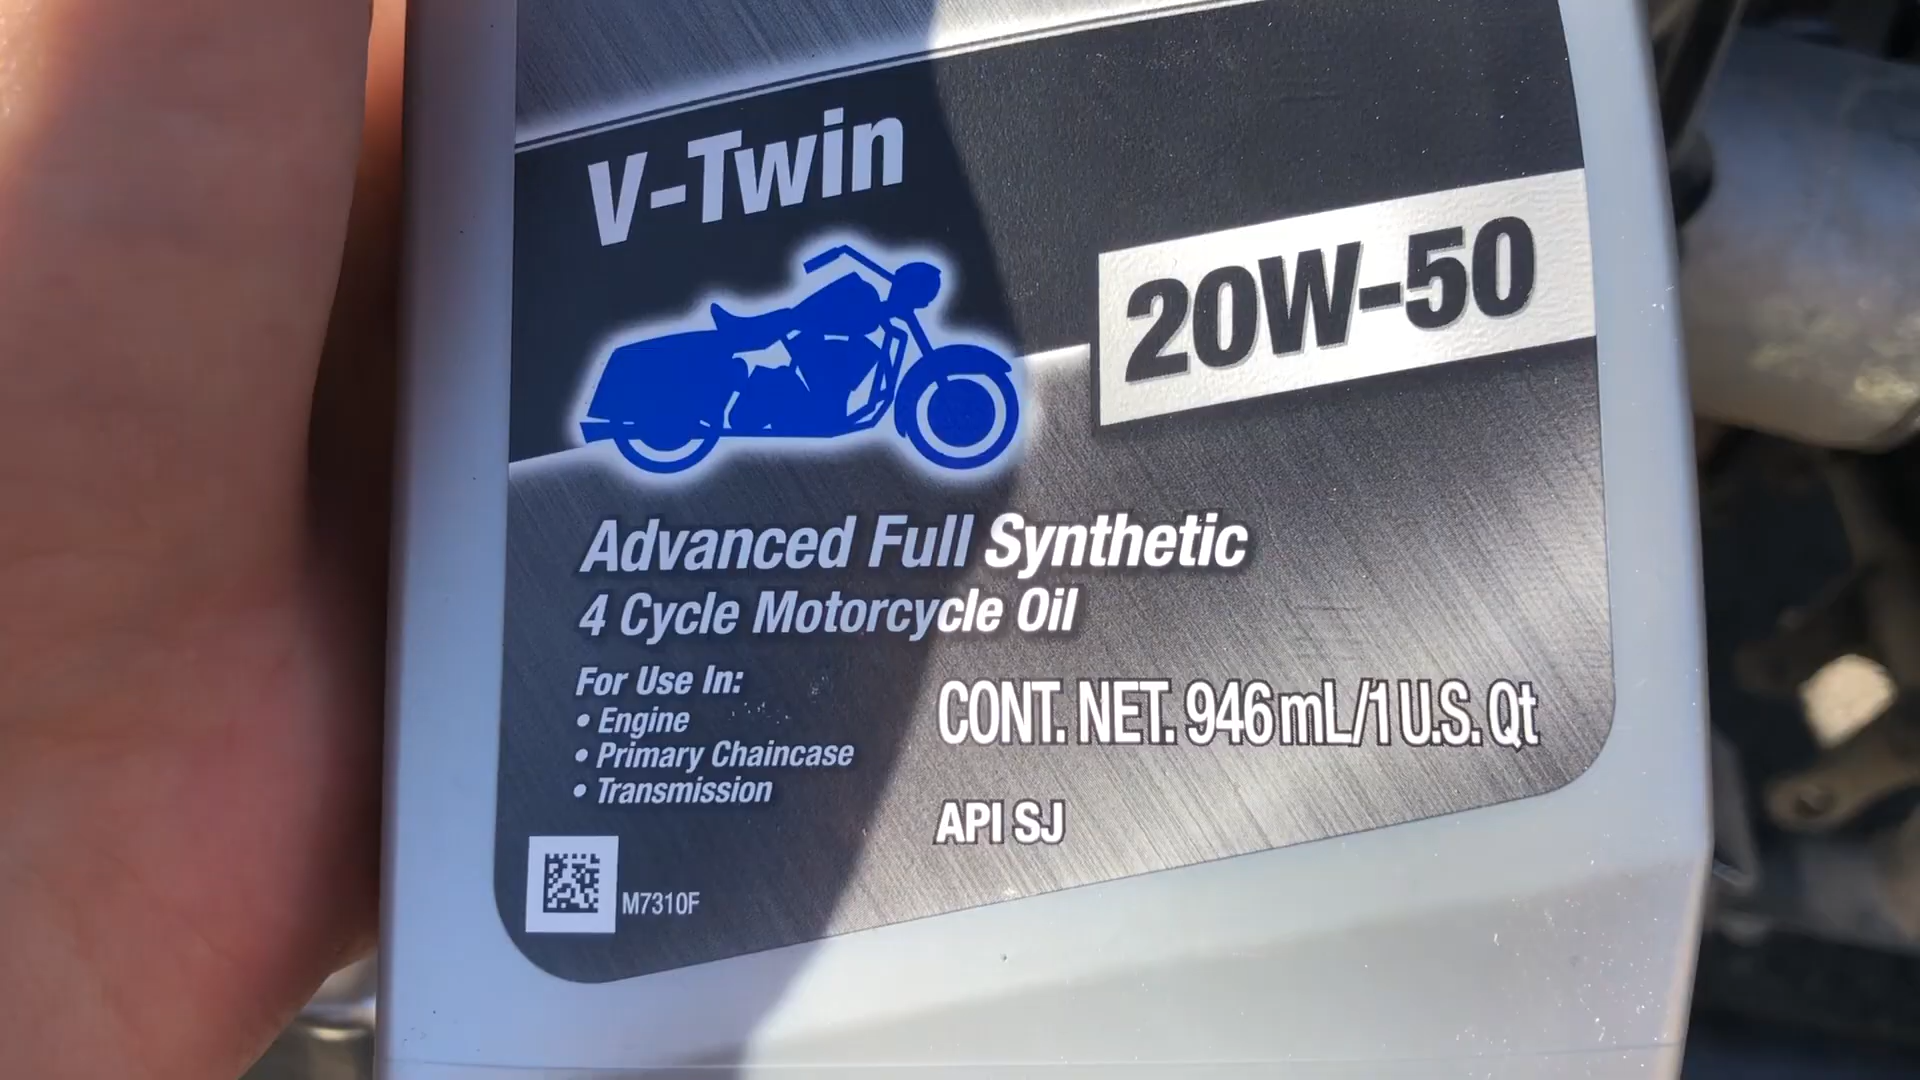 V-Twin
20W-50
Advanced Full Synthetic
4 Cycle Motorcycle Oil
For Use In:
• Engine
• Primary Chaincase
• Transmission
CONT. NET. 946mL/1U.S. Qt
API SJ
M7310F